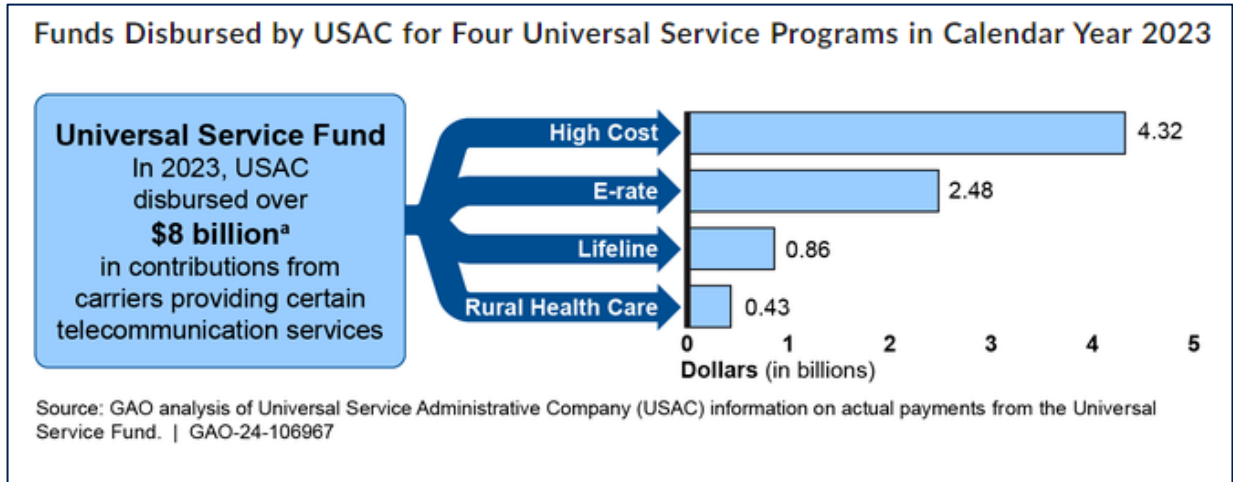 Funds Disbursed by USAC for Four Universal Service Programs in Calendar Year 2023
Universal Service Fund
In 2023, USAC
disbursed over
$8 billionᵃ
in contributions from
carriers providing certain
telecommunication services
High Cost
4.32
E-rate
2.48
Lifeline
0.86
Rural Health Care
0.43
0 1 2 3 4 5
Dollars (in billions)
Source: GAO analysis of Universal Service Administrative Company (USAC) information on actual payments from the Universal
Service Fund. | GAO-24-106967